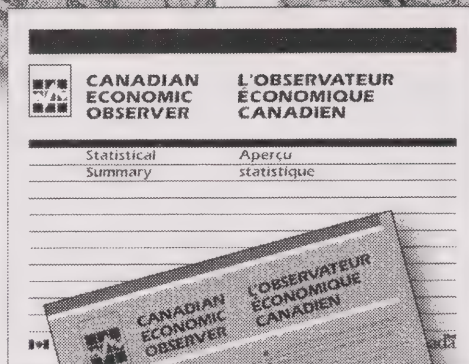 CANADIAN L'OBSERVATEUR
ECONOMIC ÉCONOMIQUE
OBSERVER CANADIEN
Statistical Aperçu
Summary statistique
CANADIAN L'OBSERVATEUR
ECONOMIC ÉCONOMIQUE
OBSERVER CANADIEN